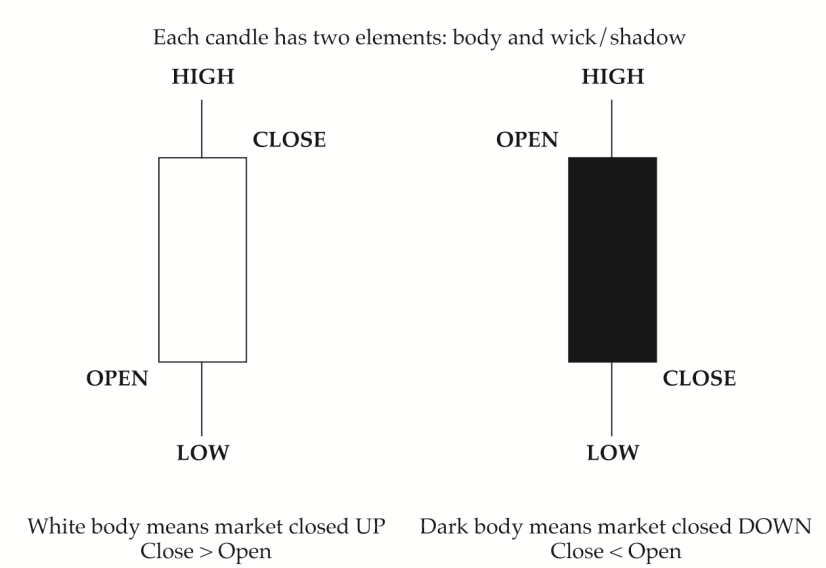 Each candle has two elements: body and wick/shadow
HIGH
HIGH
CLOSE
OPEN
OPEN
CLOSE
LOW
LOW
White body means market closed UP
Close > Open
Dark body means market closed DOWN
Close < Open